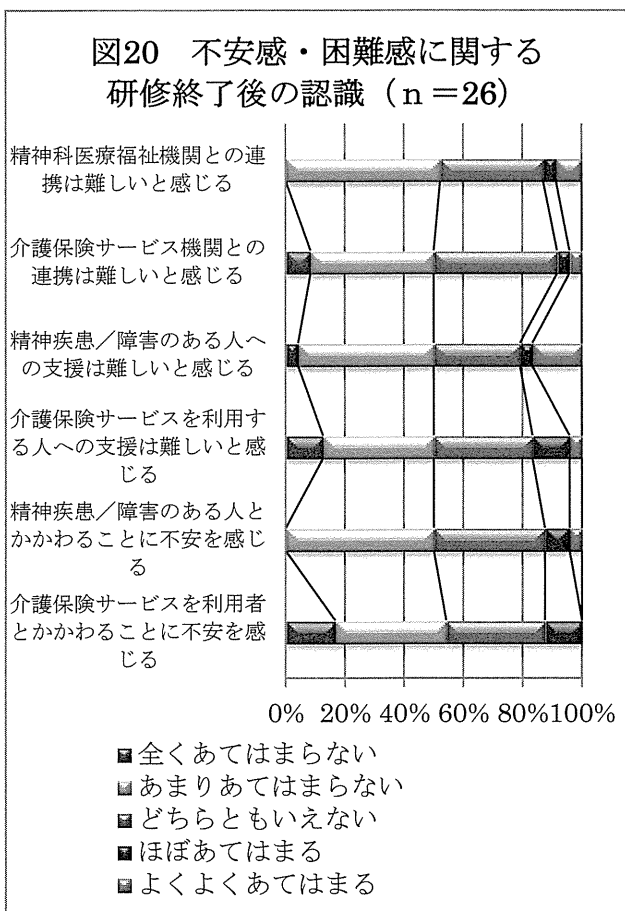 図20 不安感・困難感に関する
研修終了後の認識（n＝26）
精神科医療福祉機関との連
携は難しいと感じる
介護保険サービス機関との
連携は難しいと感じる
精神疾患／障害のある人へ
の支援は難しいと感じる
介護保険サービスを利用す
る人への支援は難しいと感
じる
精神疾患／障害のある人と
かかわることに不安を感じ
る
介護保険サービスを利用者
とかかわることに不安を感
じる
0% 20% 40% 60% 80% 100%
全くあてはまらない
あまりあてはまらない
どちらともいえない
ほぼあてはまる
よくよくあてはまる